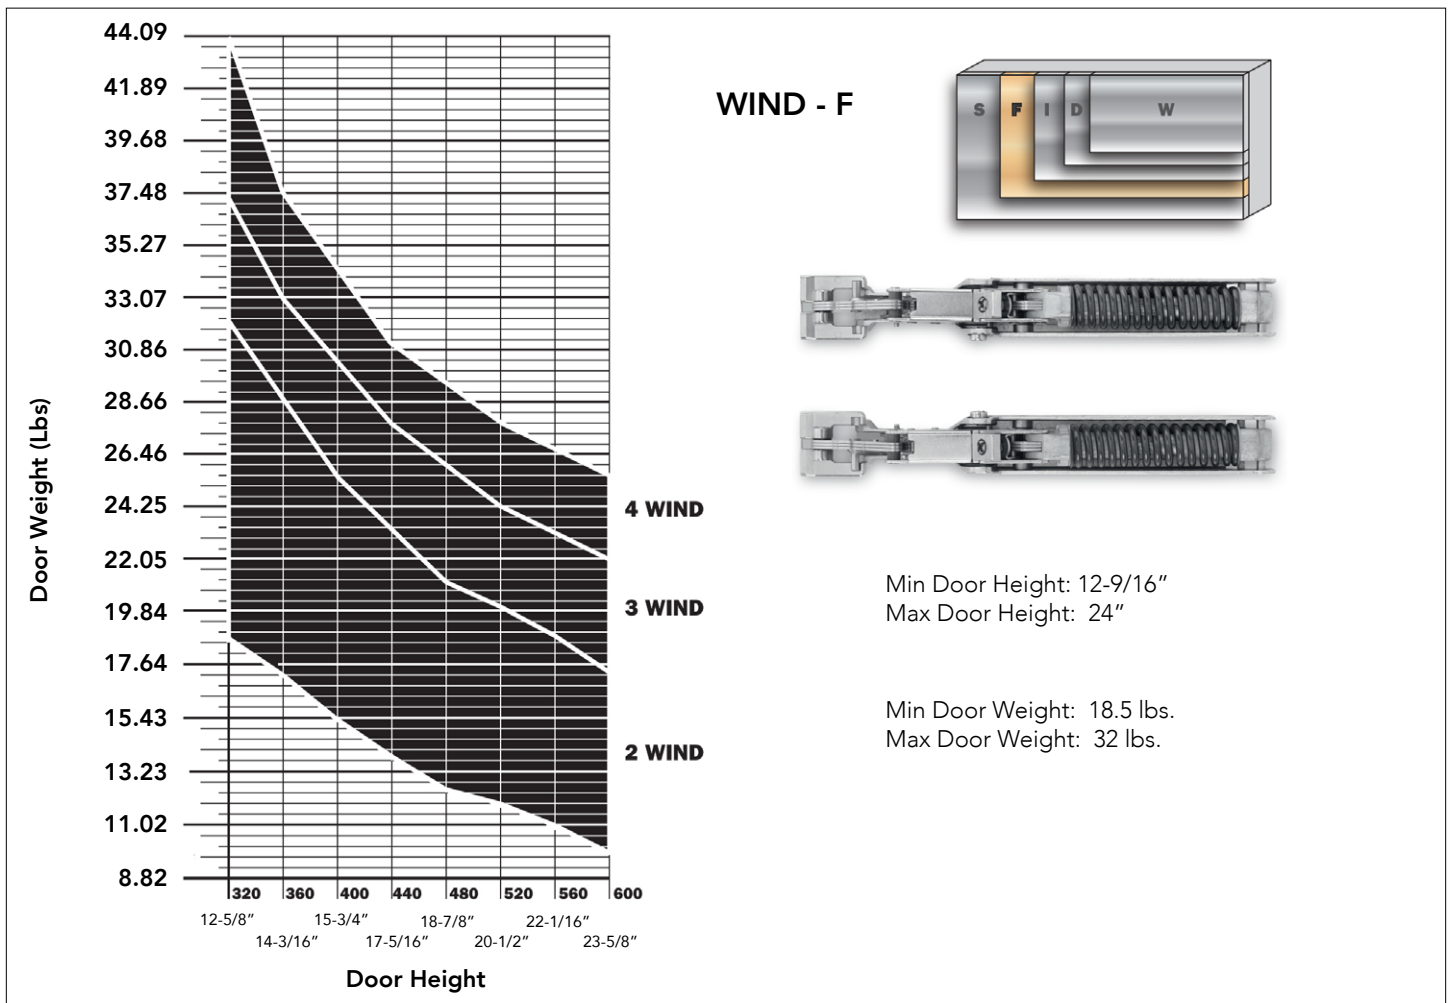 44.09
41.89
39.68
37.48
35.27
33.07
30.86
28.66
26.46
24.25
22.05
19.84
17.64
15.43
13.23
11.02
8.82
Door Weight (Lbs)
4 WIND
3 WIND
2 WIND
320 360 400 440 480 520 560 600
12-5/8” 15-3/4” 18-7/8” 22-1/16”
14-3/16” 17-5/16” 20-1/2” 23-5/8”
Door Height
WIND - F
S F I D W
Min Door Height: 12-9/16”
Max Door Height: 24”
Min Door Weight: 18.5 lbs.
Max Door Weight: 32 lbs.